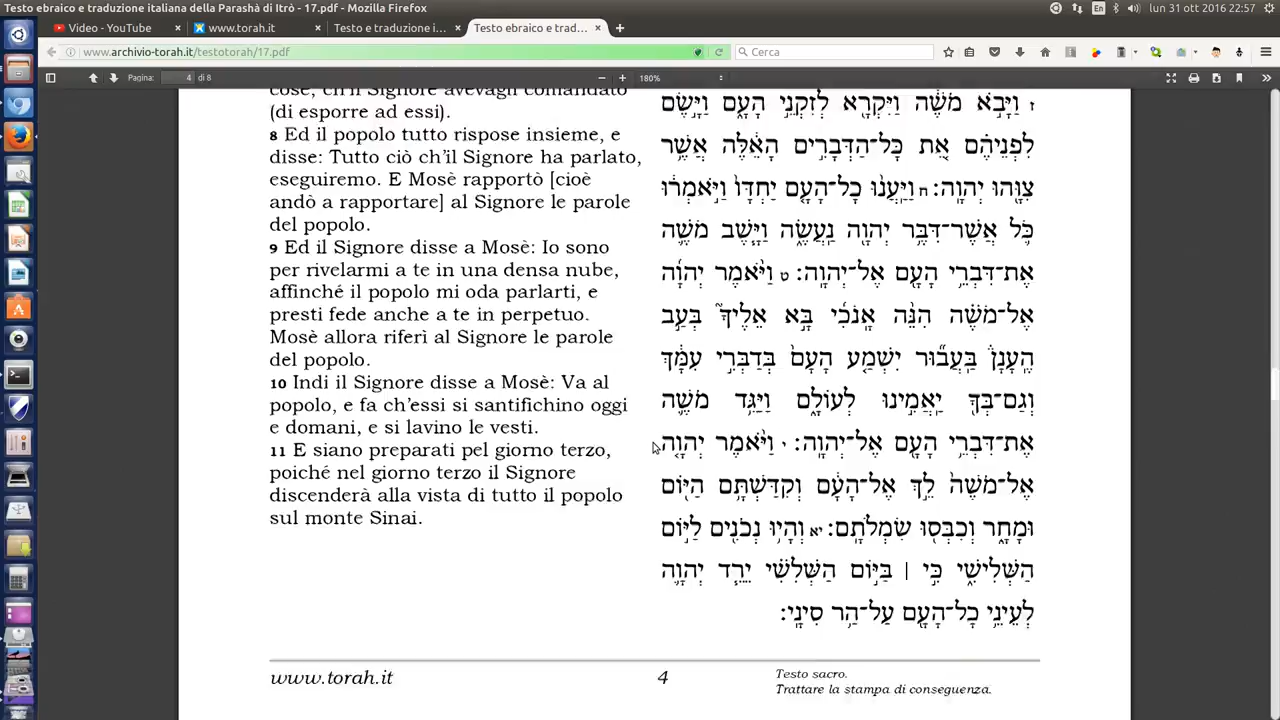 Testo ebraico e traduzione italiana della Parashà di Itrò - 17.pdf - Mozilla Firefox
En
lun 31 ott 2016 22:57
Video - YouTube
www.torah.it
Testo e traduzione i...
Testo ebraico e trad...
www.archivio-torah.it/testotorah/17.pdf
Cerca
Pagina: 4 di 8
180%
cose, ch'il Signore avevagli comandato
(di esporre ad essi).
8 Ed il popolo tutto rispose insieme, e
disse: Tutto ciò ch'il Signore ha parlato,
eseguiremo. E Mosè rapportò [cioè
andò a rapportare] al Signore le parole
del popolo.
9 Ed il Signore disse a Mosè: Io sono
per rivelarmi a te in una densa nube,
affinché il popolo mi oda parlarti, e
presti fede anche a te in perpetuo.
Mosè allora riferì al Signore le parole
del popolo.
10 Indi il Signore disse a Mosè: Va al
popolo, e fa ch'essi si santifichino oggi
e domani, e si lavino le vesti.
11 E siano preparati pel giorno terzo,
poiché nel giorno terzo il Signore
discenderà alla vista di tutto il popolo
sul monte Sinai.
ז וַיָּבֹ֣א מֹשֶׁ֔ה וַיִּקְרָ֖א לְזִקְנֵ֣י הָעָ֑ם וַיָּ֣שֶׂם
לִפְנֵיהֶ֗ם אֵ֚ת כָּל־הַדְּבָרִ֣ים הָאֵ֔לֶּה אֲשֶׁ֥ר
צִוָּ֖הוּ יְהוָֽה׃ ח וַיַּֽעֲנ֨וּ כָל־הָעָ֤ם יַחְדָּו֙ וַיֹּ֣אמְר֔וּ
כֹּ֛ל אֲשֶׁר־דִּבֶּ֥ר יְהוָ֖ה נַֽעֲשֶׂ֑ה וַיָּ֧שֶׁב מֹשֶׁ֛ה
אֶת־דִּבְרֵ֥י הָעָ֖ם אֶל־יְהוָֽה׃ ט וַיֹּ֨אמֶר יְהוָ֜ה
אֶל־מֹשֶׁ֗ה הִנֵּ֨ה אָֽנֹכִ֜י בָּ֣א אֵלֶיךָ֮ בְּעַ֣ב
הֶֽעָנָן֒ בַּֽעֲב֞וּר יִשְׁמַ֤ע הָעָם֙ בְּדַבְּרִ֣י עִמָּ֔ךְ
וְגַם־בְּךָ֖ יַֽאֲמִ֣ינוּ לְעוֹלָ֑ם וַיַּגֵּ֥ד מֹשֶׁ֛ה
אֶת־דִּבְרֵ֥י הָעָ֖ם אֶל־יְהוָֽה׃ י וַיֹּ֨אמֶר יְהוָ֤ה
אֶל־מֹשֶׁה֙ לֵ֣ךְ אֶל־הָעָ֔ם וְקִדַּשְׁתָּ֥ם הַיּ֖וֹם
וּמָחָ֑ר וְכִבְּס֖וּ שִׂמְלֹתָֽם׃ יא וְהָי֥וּ נְכֹנִ֖ים לַיּ֣וֹם
הַשְּׁלִישִׁ֑י כִּ֣י ׀ בַּיּ֣וֹם הַשְּׁלִשִׁ֗י יֵרֵ֧ד יְהוָ֛ה
לְעֵינֵ֥י כָל־הָעָ֖ם עַל־הַ֥ר סִינָֽי׃
www.torah.it
4
Testo sacro.
Trattare la stampa di conseguenza.